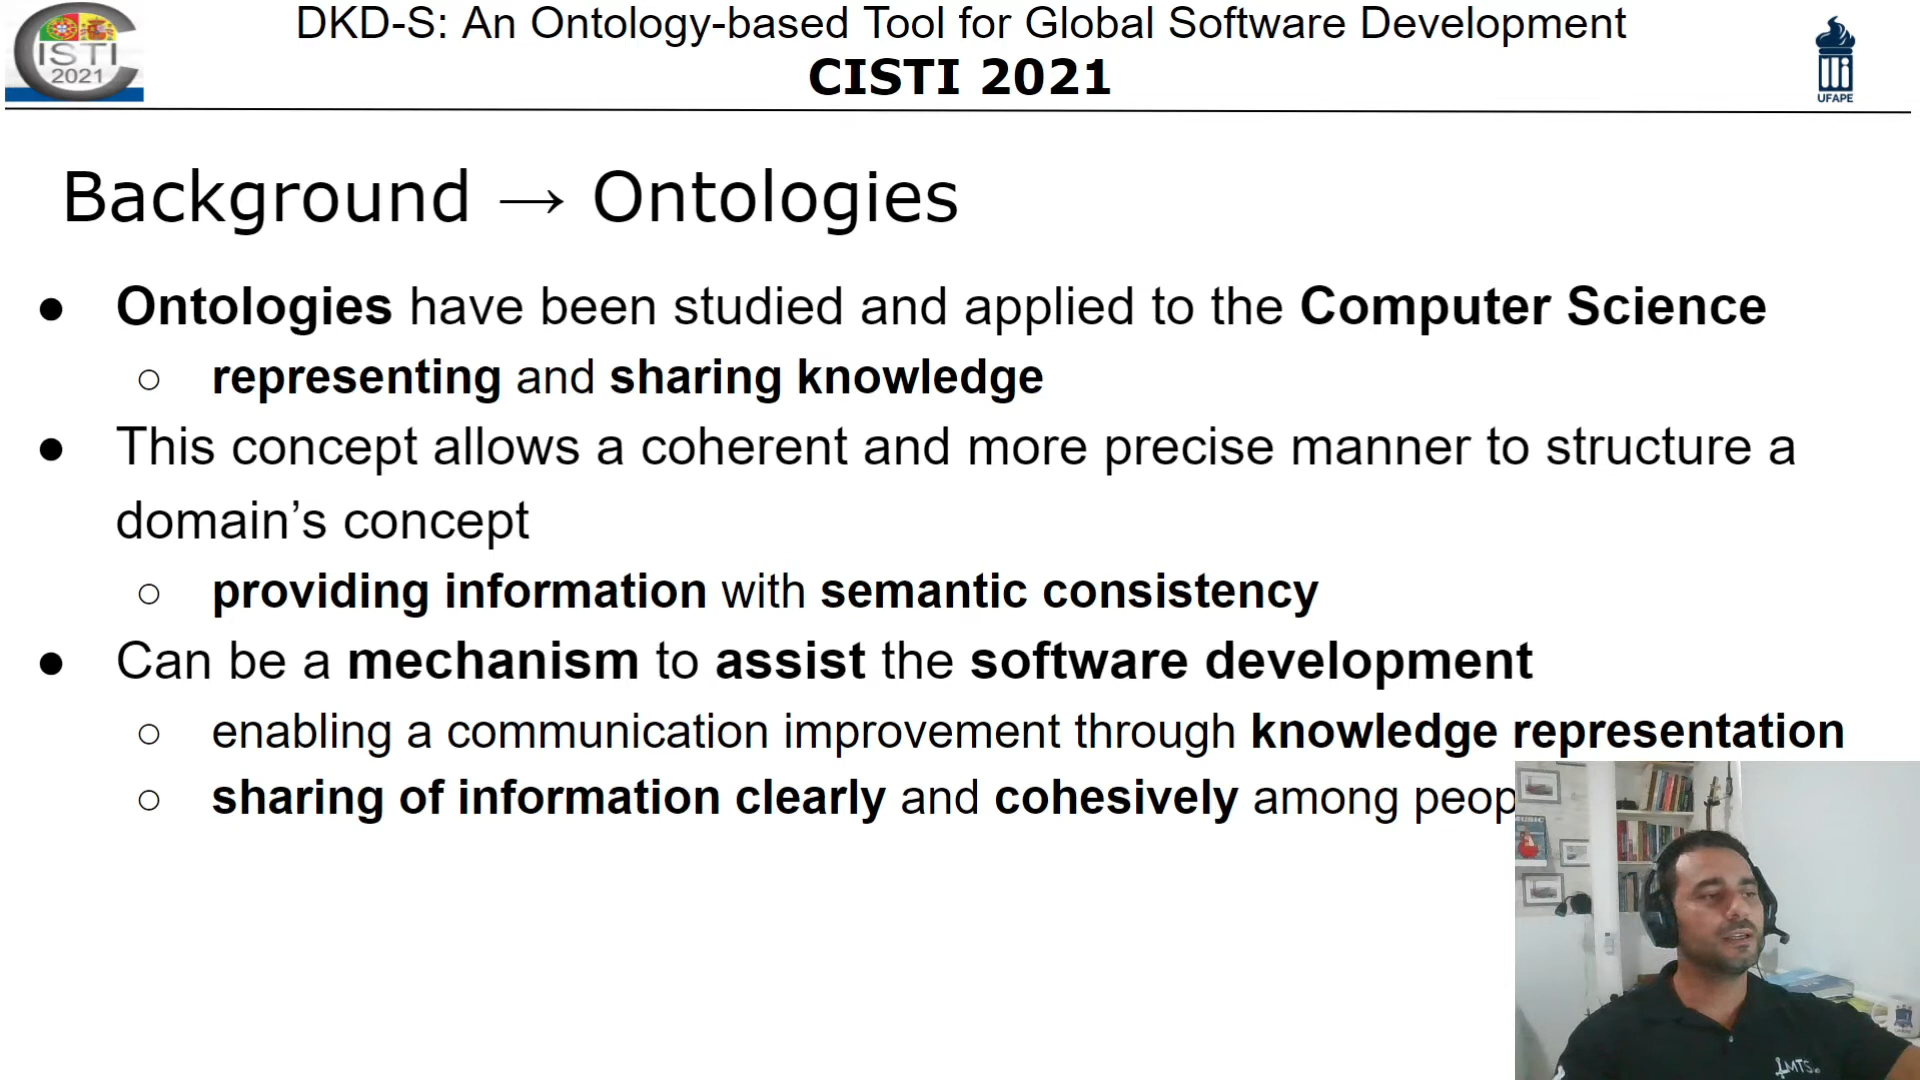 DKD-S: An Ontology-based Tool for Global Software Development
CISTI
2021
CISTI 2021
UFAPE
Background → Ontologies
● Ontologies have been studied and applied to the Computer Science
○ representing and sharing knowledge
● This concept allows a coherent and more precise manner to structure a
domain’s concept
○ providing information with semantic consistency
● Can be a mechanism to assist the software development
○ enabling a communication improvement through knowledge representation
○ sharing of information clearly and cohesively among peop
MUSIC
LMTS